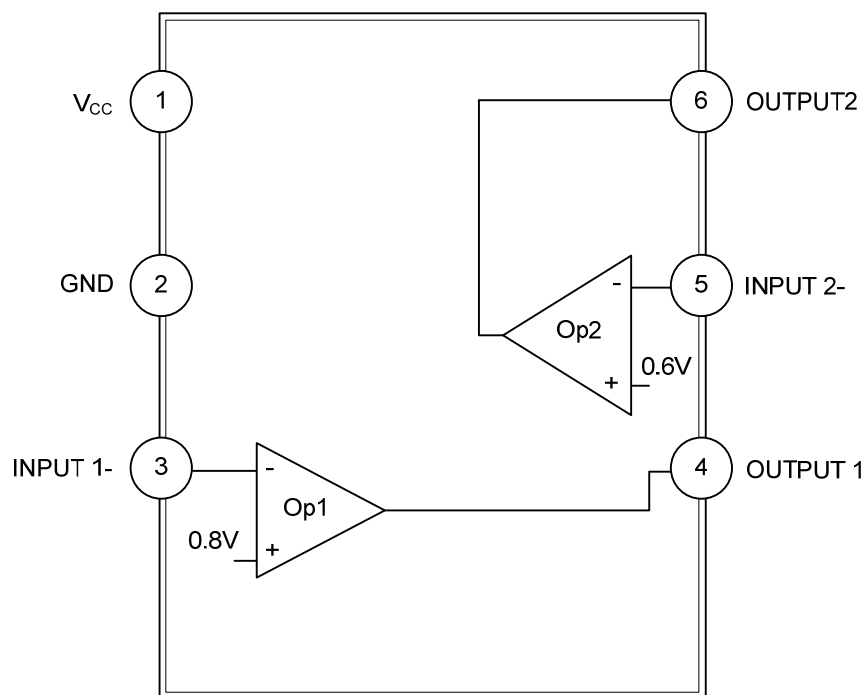 VCC
1
6
OUTPUT2
GND
2
-
5
INPUT 2-
Op2
+
0.6V
INPUT 1-
3
-
Op1
4
OUTPUT 1
0.8V
+